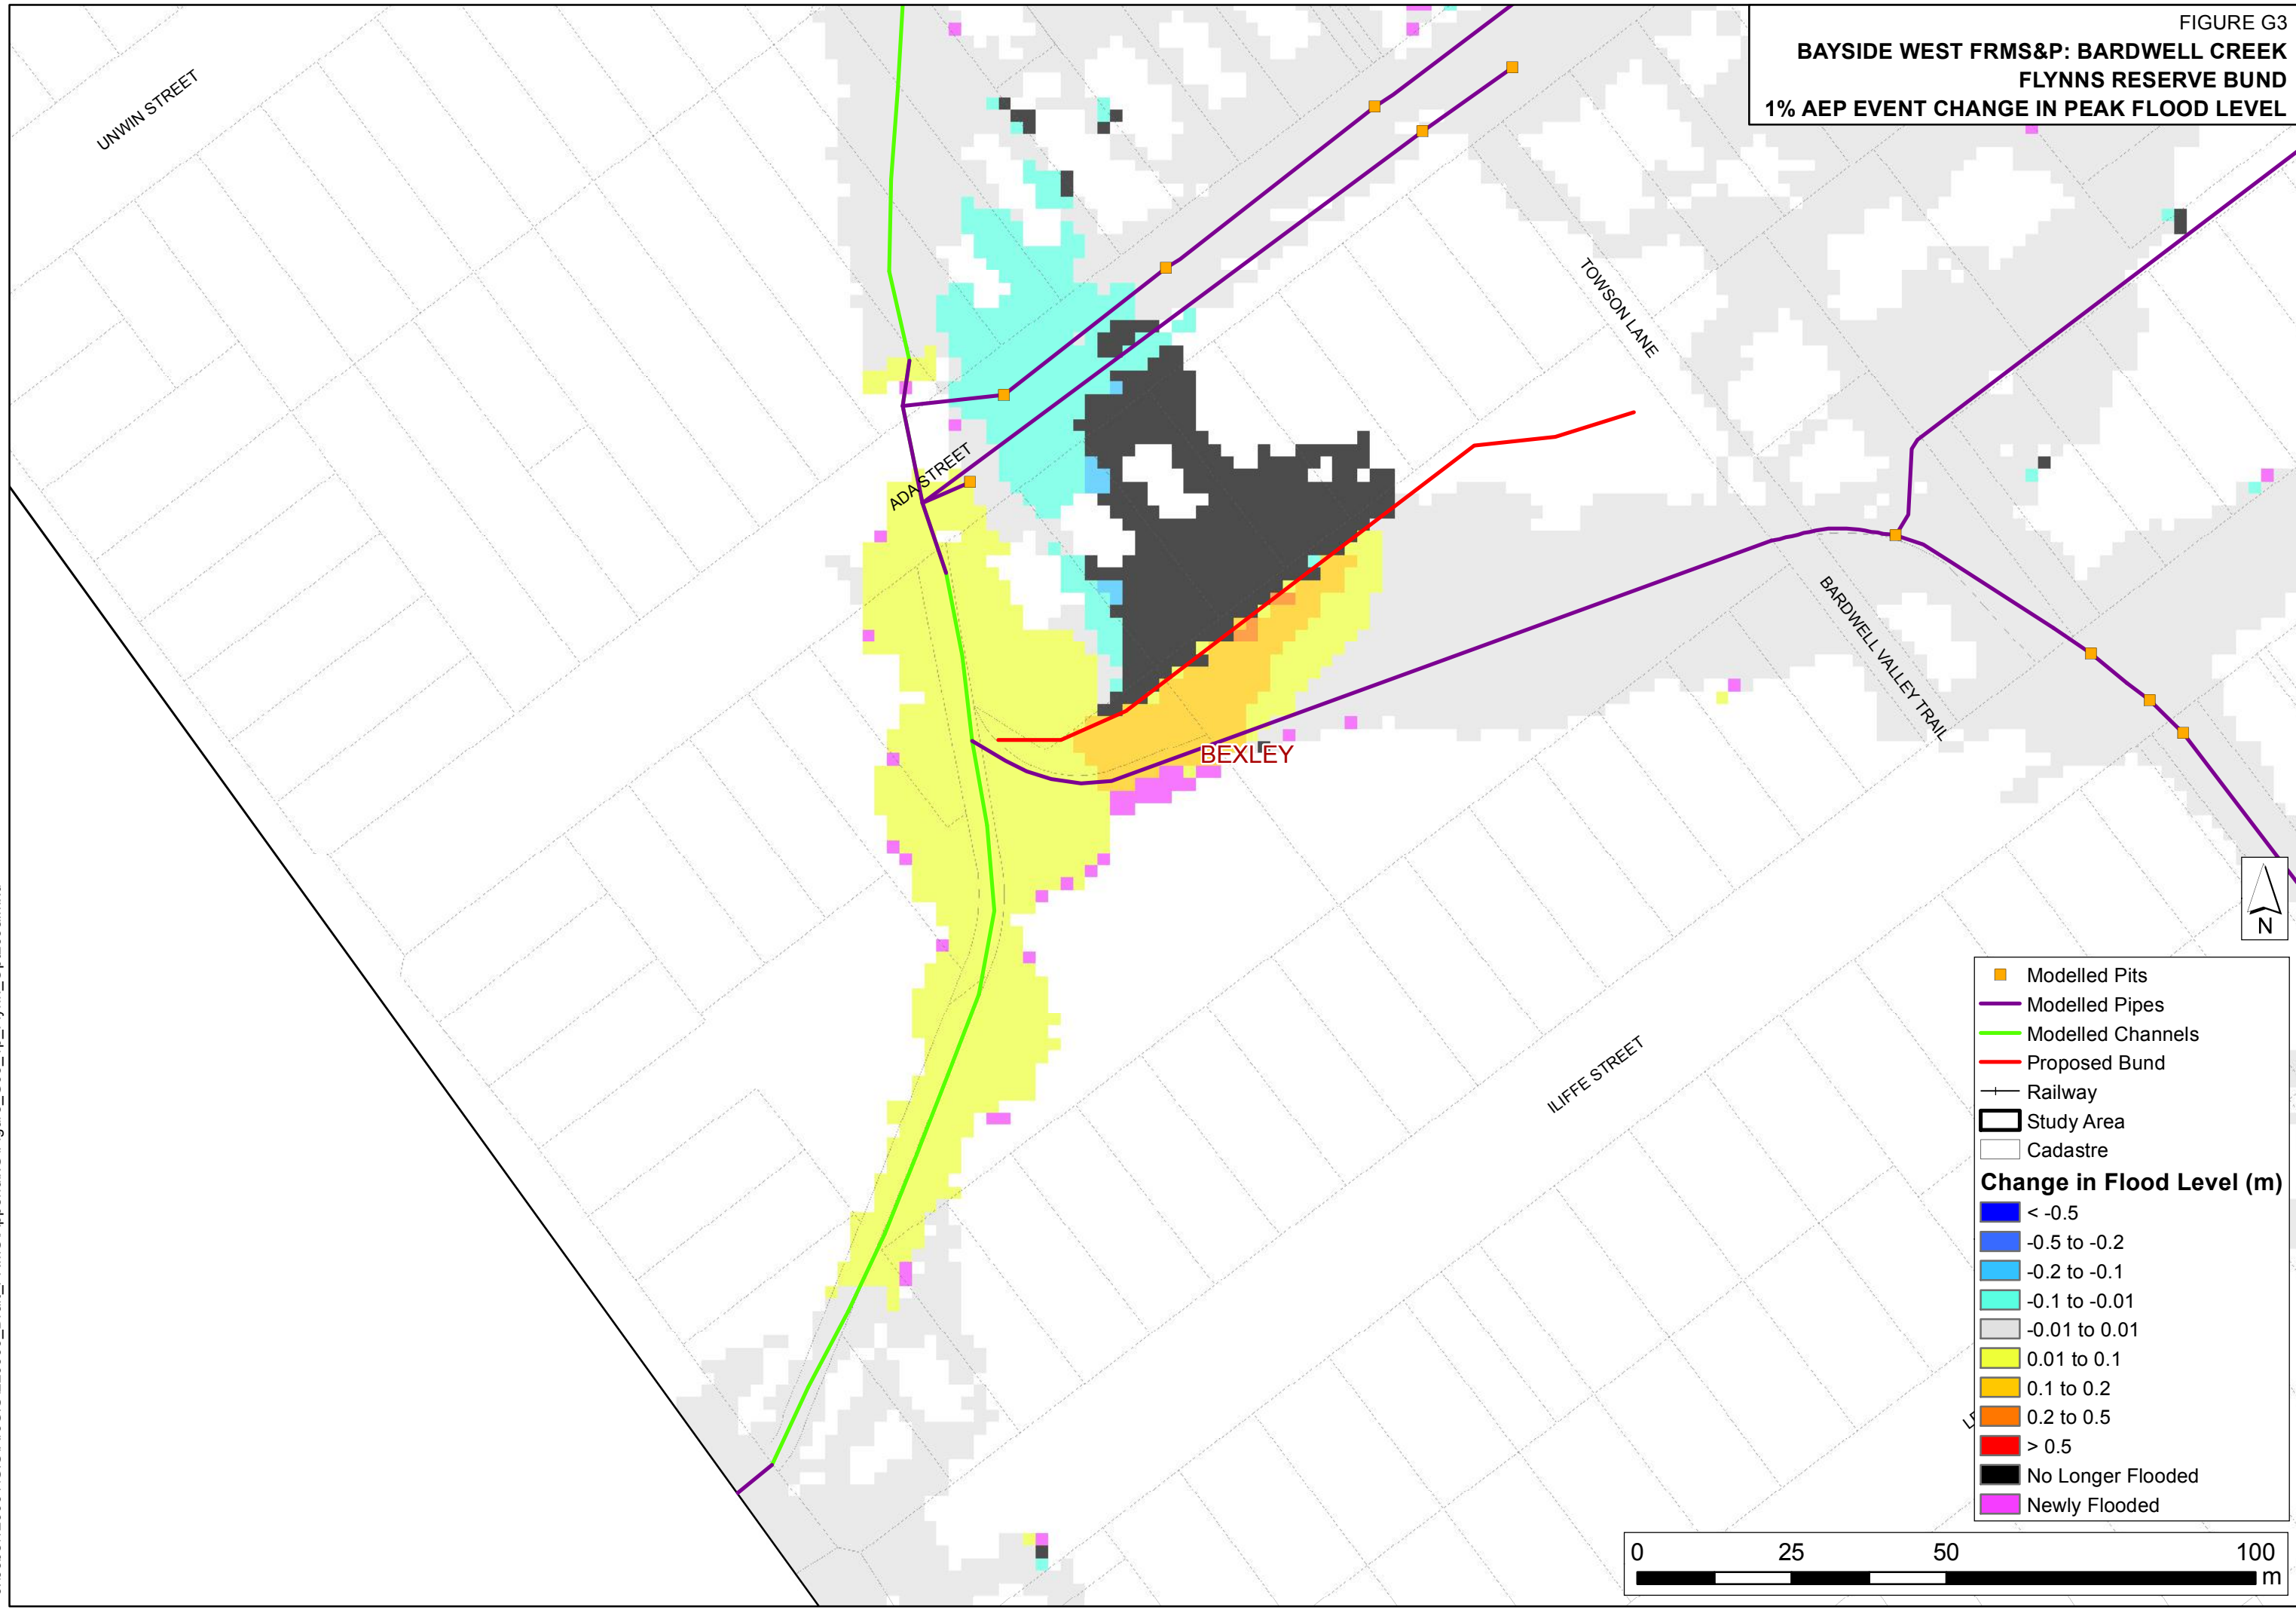 FIGURE G3
BAYSIDE WEST FRMS&P: BARDWELL CREEK
FLYNNS RESERVE BUND
1% AEP EVENT CHANGE IN PEAK FLOOD LEVEL
UNWIN STREET
TOWSON LANE
ADA STREET
BARDWELL VALLEY TRAIL
BEXLEY
ILIFFE STREET
N
Modelled Pits
Modelled Pipes
Modelled Channels
Proposed Bund
Railway
Study Area
Cadastre
Change in Flood Level (m)
< -0.5
-0.5 to -0.2
-0.2 to -0.1
-0.1 to -0.01
-0.01 to 0.01
0.01 to 0.1
0.1 to 0.2
0.2 to 0.5
> 0.5
No Longer Flooded
Newly Flooded
0 25 50 100
m